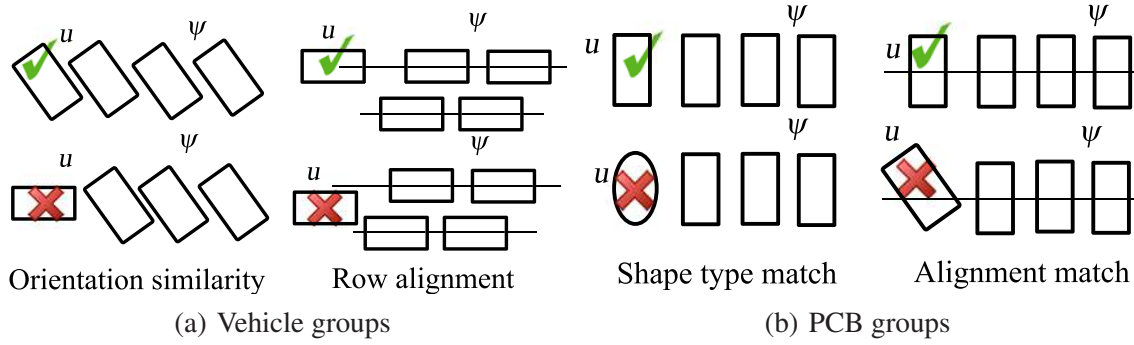 u ψ
u ψ
Orientation similarity
u
ψ
u
Row alignment
(a) Vehicle groups
u ψ
u ψ
Shape type match
u ψ
u ψ
Alignment match
(b) PCB groups